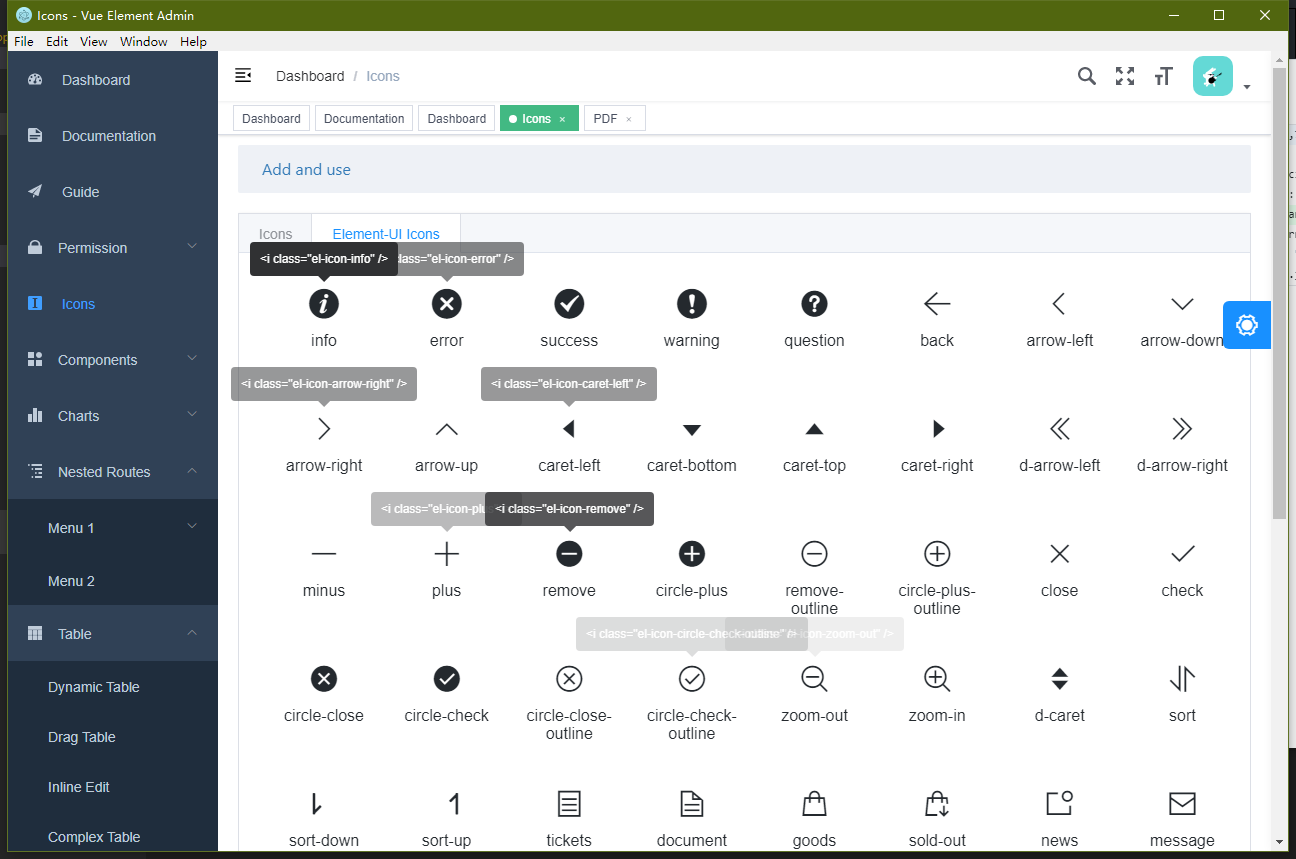 Icons - Vue Element Admin
File Edit View Window Help
Dashboard
Documentation
Guide
Permission
Icons
Components
Charts
Nested Routes
Menu 1
Menu 2
Table
Dynamic Table
Drag Table
Inline Edit
Complex Table
Dashboard / Icons
Dashboard Documentation Dashboard Icons × PDF ×
Add and use
Icons Element-UI Icons
<i class="el-icon-info" /> class="el-icon-error" />
info error success warning question back arrow-left arrow-down
<i class="el-icon-arrow-right" /> <i class="el-icon-caret-left" />
arrow-right arrow-up caret-left caret-bottom caret-top caret-right d-arrow-left d-arrow-right
<i class="el-icon-plu <i class="el-icon-remove" />
minus plus remove circle-plus remove-outline circle-plus-outline close check
<i class="el-icon-circle-check-outline" /> -icon-zoom-out" />
circle-close circle-check circle-close-outline circle-check-outline zoom-out zoom-in d-caret sort
sort-down sort-up tickets document goods sold-out news message